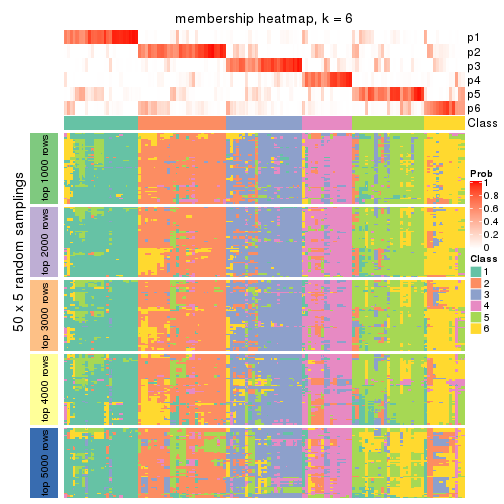 membership heatmap, k = 6
p1
p2
p3
p4
p5
p6
Class
50 x 5 random samplings
top 1000 rows
top 2000 rows
top 3000 rows
top 4000 rows
top 5000 rows
Prob
1
0.8
0.6
0.4
0.2
0
Class
1
2
3
4
5
6